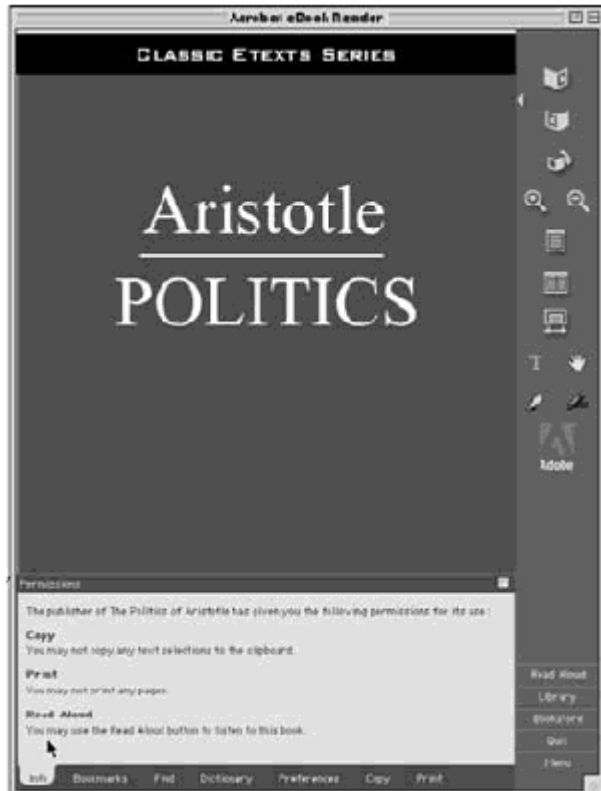 Acrobat eBook Reader
CLASSIC ETEXTS SERIES
Aristotle
POLITICS
Adobe
Permissions
The publisher of The Politics of Aristotle has given you the following permissions for its use:
Copy
You may not copy any text selections to the clipboard.
Print
You may not print any pages.
Read Aloud
You may use the Read Aloud button to listen to this book.
Read Aloud
Library
Bookstore
Quit
Menu
Info Bookmarks Find Dictionary Preferences Copy Print